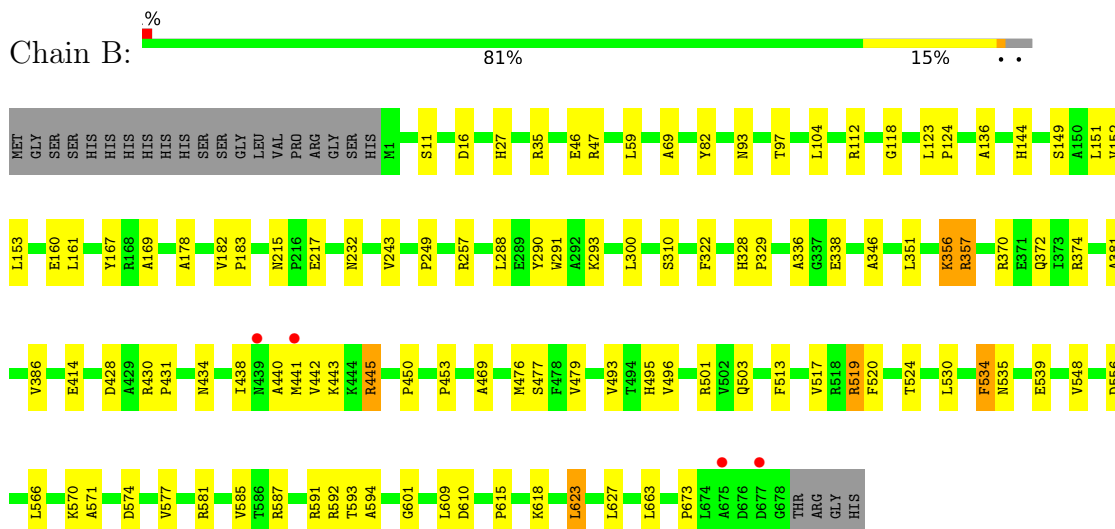 .%
Chain B:
81% 15% • •
MET GLY SER SER HIS HIS HIS HIS HIS HIS SER SER GLY LEU VAL PRO ARG GLY SER HIS M1 S11 D16 H27 R35 E46 R47 L59 A69 Y82 N93 T97 L104 R112 G118 L123 P124 A136 H144 S149 A150 L151 V152
L153 E160 L161 Y167 R168 A169 A178 V182 P183 N215 P216 E217 N232 V243 P249 R257 L288 E289 Y290 W291 A292 K293 L300 S310 F322 H328 P329 A336 G337 E338 A346 L351 K356 R357 R370 E371 Q372 I373 R374 A381
V386 E414 D428 A429 R430 P431 N434 I438 N439 A440 M441 V442 K443 K444 R445 P450 P453 A469 M476 S477 F478 V479 V493 T494 H495 V496 R501 V502 Q503 F513 V517 R518 R519 F520 T524 L530 F534 N535 E539 V548 R556
L566 K570 A571 D574 V577 R581 V585 T586 R587 R591 R592 T593 A594 G601 L609 D610 P615 K618 L623 L627 L663 P673 L674 A675 D676 D677 G678 THR ARG GLY HIS